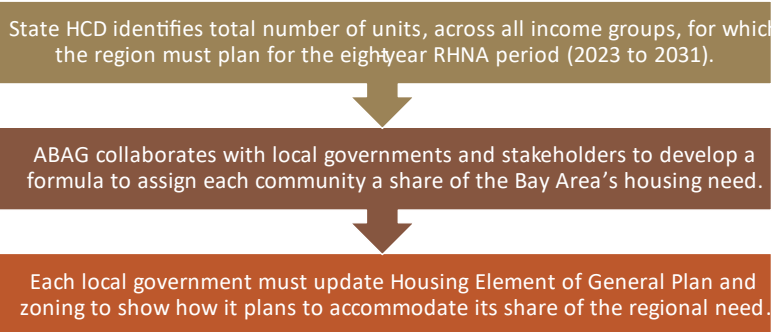 State HCD identifies total number of units, across all income groups, for which
the region must plan for the eight-year RHNA period (2023 to 2031).
ABAG collaborates with local governments and stakeholders to develop a
formula to assign each community a share of the Bay Area’s housing need.
Each local government must update Housing Element of General Plan and
zoning to show how it plans to accommodate its share of the regional need.